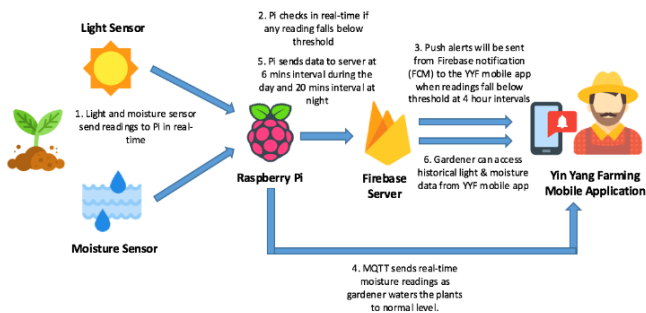 Light Sensor
2. Pi checks in real-time if
any reading falls below
threshold
5. Pi sends data to server at
6 mins interval during the
day and 20 mins interval at
night
3. Push alerts will be sent
from Firebase notification
(FCM) to the YYF mobile app
when readings fall below
threshold at 4 hour intervals
1. Light and moisture sensor
send readings to Pi in real-
time
Raspberry Pi
Firebase
Server
6. Gardener can access
historical light & moisture
data from YYF mobile app
Yin Yang Farming
Mobile Application
Moisture Sensor
4. MQTT sends real-time
moisture readings as
gardener waters the plants
to normal level.